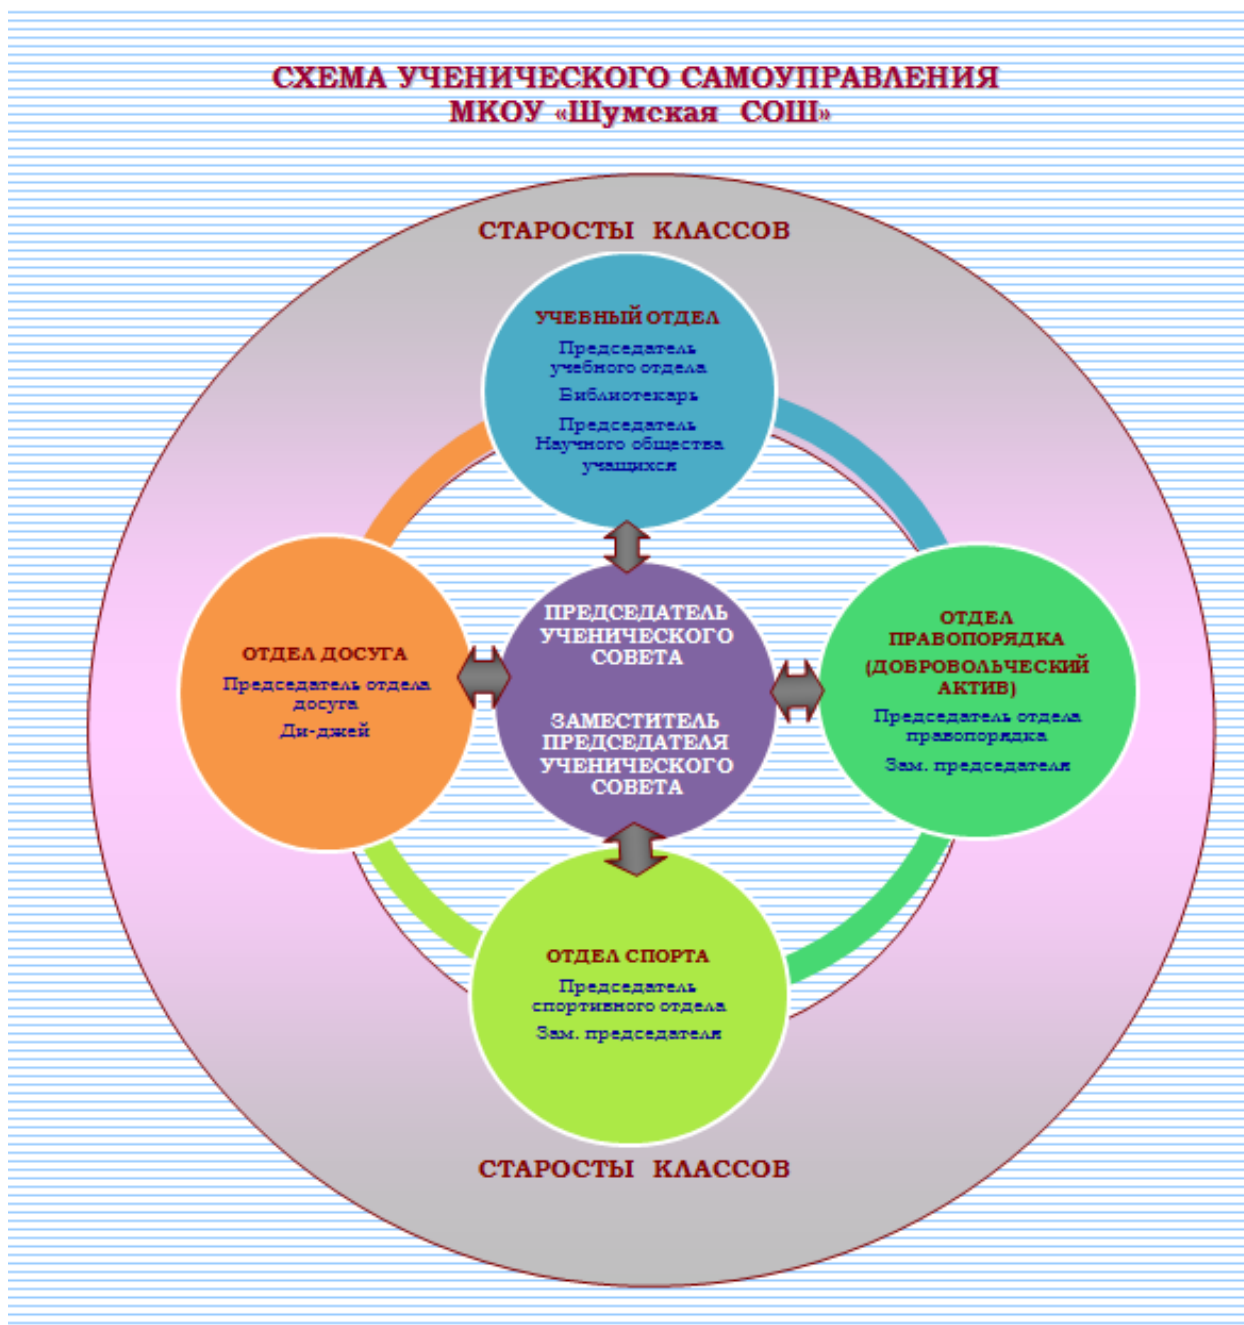 СХЕМА УЧЕНИЧЕСКОГО САМОУПРАВЛЕНИЯ
МКОУ «Шумская СОШ»
СТАРОСТЫ КЛАССОВ
УЧЕБНЫЙ ОТДЕЛ
Председатель
учебного отдела
Библиотекарь
Председатель
Научного общества
учащихся
ОТДЕЛ ДОСУГА
Председатель отдела
досуга
Ди-джей
ПРЕДСЕДАТЕЛЬ
УЧЕНИЧЕСКОГО
СОВЕТА
ЗАМЕСТИТЕЛЬ
ПРЕДСЕДАТЕЛЯ
УЧЕНИЧЕСКОГО
СОВЕТА
ОТДЕЛ
ПРАВОПОРЯДКА
(ДОБРОВОЛЬЧЕСКИЙ
АКТИВ)
Председатель отдела
правопорядка
Зам. председателя
ОТДЕЛ СПОРТА
Председатель
спортивного отдела
Зам. председателя
СТАРОСТЫ КЛАССОВ